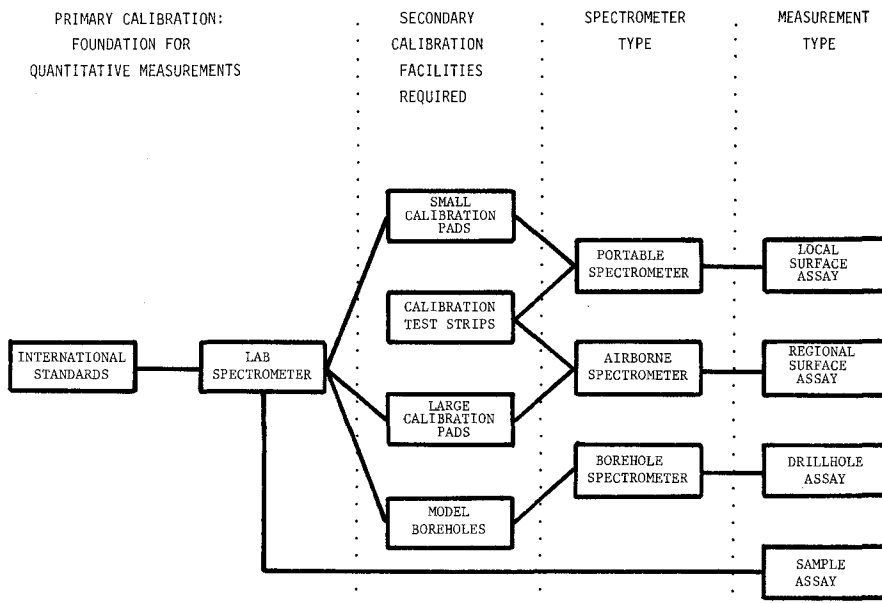 PRIMARY CALIBRATION:
FOUNDATION FOR
QUANTITATIVE MEASUREMENTS
SECONDARY
CALIBRATION
FACILITIES
REQUIRED
SPECTROMETER
TYPE
MEASUREMENT
TYPE
SMALL
CALIBRATION
PADS
PORTABLE
SPECTROMETER
LOCAL
SURFACE
ASSAY
CALIBRATION
TEST STRIPS
INTERNATIONAL
STANDARDS
LAB
SPECTROMETER
AIRBORNE
SPECTROMETER
REGIONAL
SURFACE
ASSAY
LARGE
CALIBRATION
PADS
BOREHOLE
SPECTROMETER
DRILLHOLE
ASSAY
MODEL
BOREHOLES
SAMPLE
ASSAY